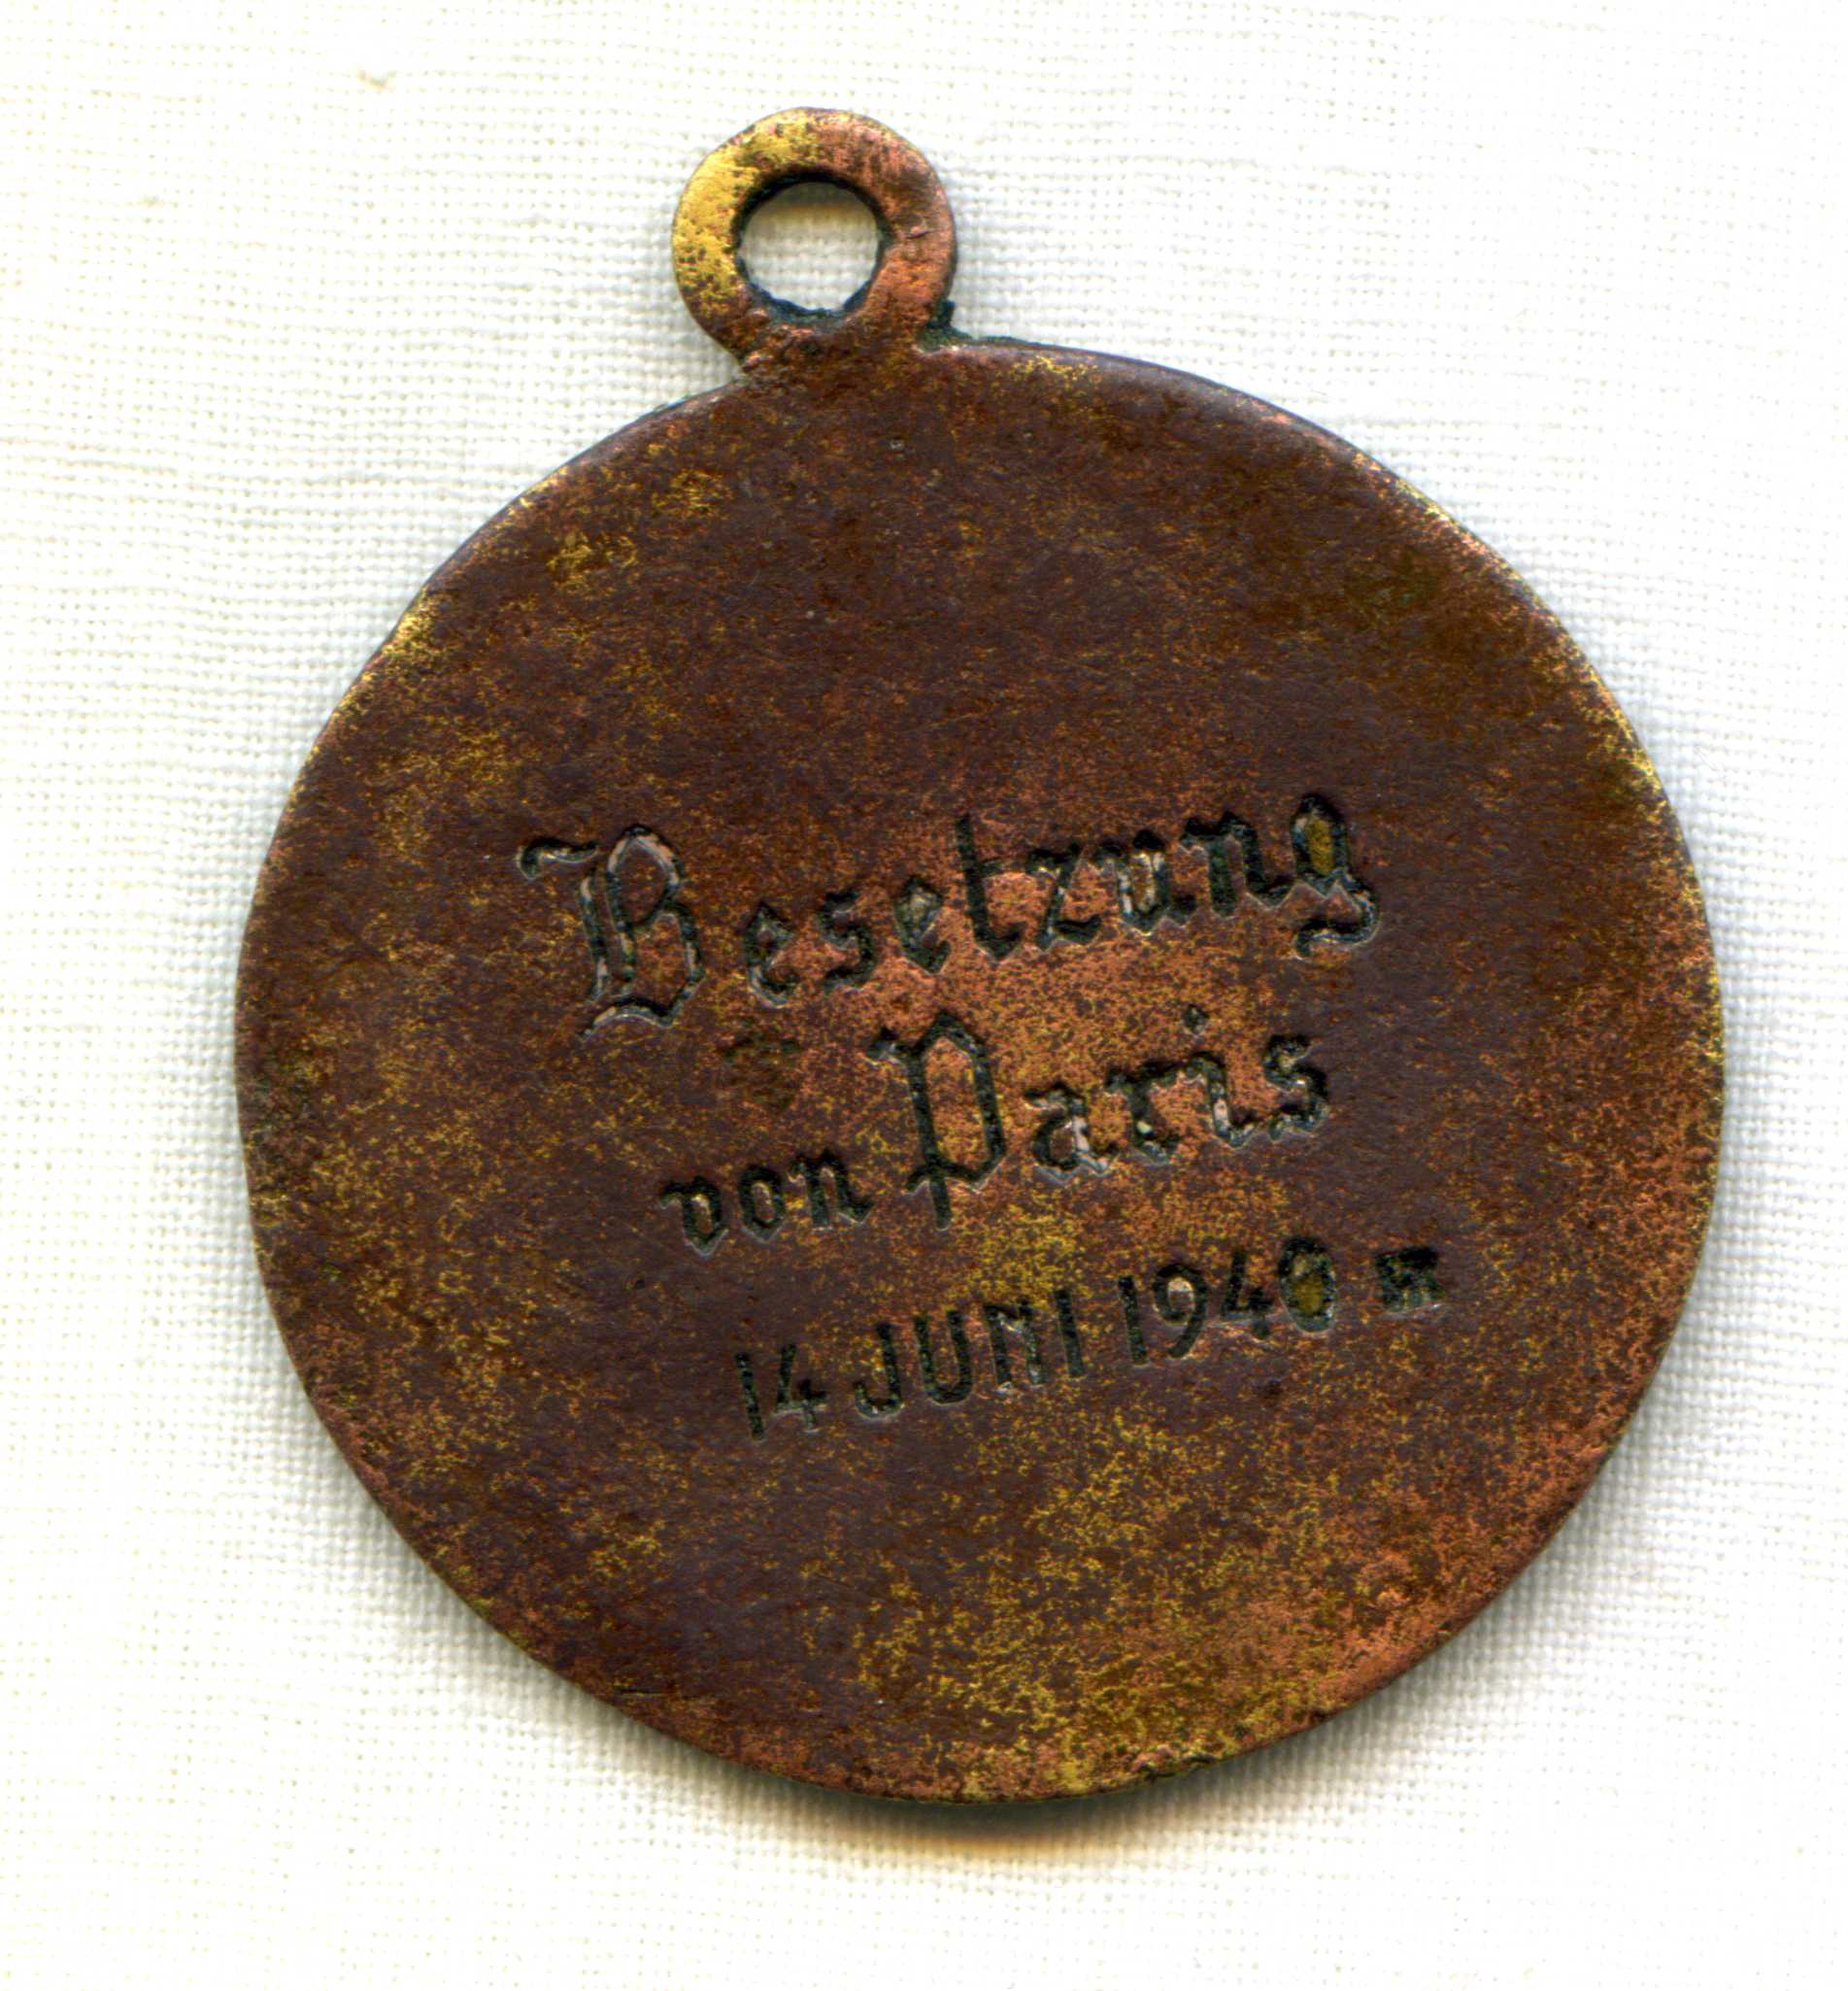 Besetzung
von Paris
14 JUNI 1940